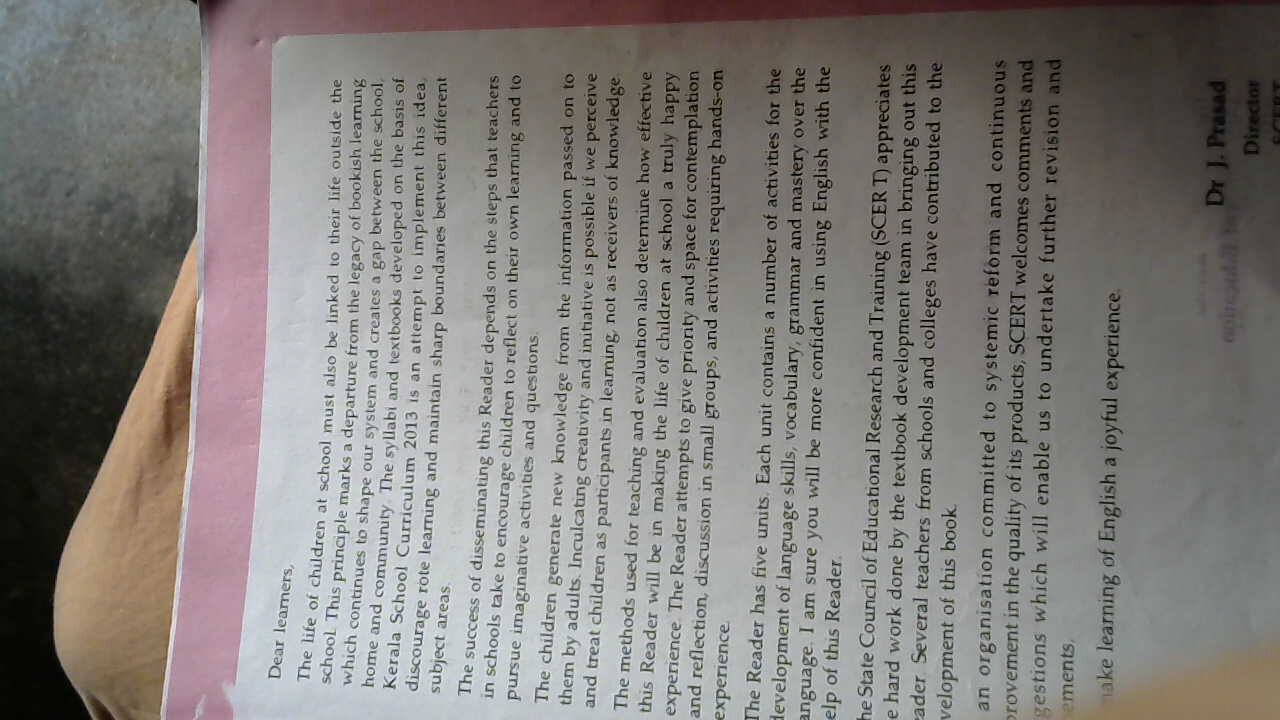 Dear learners,
The life of children at school must also be linked to their life outside the
school. This principle marks a departure from the legacy of bookish learning
which continues to shape our system and creates a gap between the school,
home and community. The syllabi and textbooks developed on the basis of
Kerala School Curriculum 2013 is an attempt to implement this idea,
discourage rote learning and maintain sharp boundaries between different
subject areas.
The success of disseminating this Reader depends on the steps that teachers
in schools take to encourage children to reflect on their own learning and to
pursue imaginative activities and questions.
The children generate new knowledge from the information passed on to
them by adults. Inculcating creativity and initiative is possible if we perceive
and treat children as participants in learning, not as receivers of knowledge.
The methods used for teaching and evaluation also determine how effective
this Reader will be in making the life of children at school a truly happy
experience. The Reader attempts to give priority and space for contemplation
and reflection, discussion in small groups, and activities requiring hands-on
experience.
The Reader has five units. Each unit contains a number of activities for the
development of language skills, vocabulary, grammar and mastery over the
anguage. I am sure you will be more confident in using English with the
elp of this Reader.
he State Council of Educational Research and Training (SCERT) appreciates
e hard work done by the textbook development team in bringing out this
ader. Several teachers from schools and colleges have contributed to the
velopment of this book.
an organisation committed to systemic reform and continuous
provement in the quality of its products, SCERT welcomes comments and
gestions which will enable us to undertake further revision and
ements.
make learning of English a joyful experience.
Dr J. Prasad
Director
SCERT